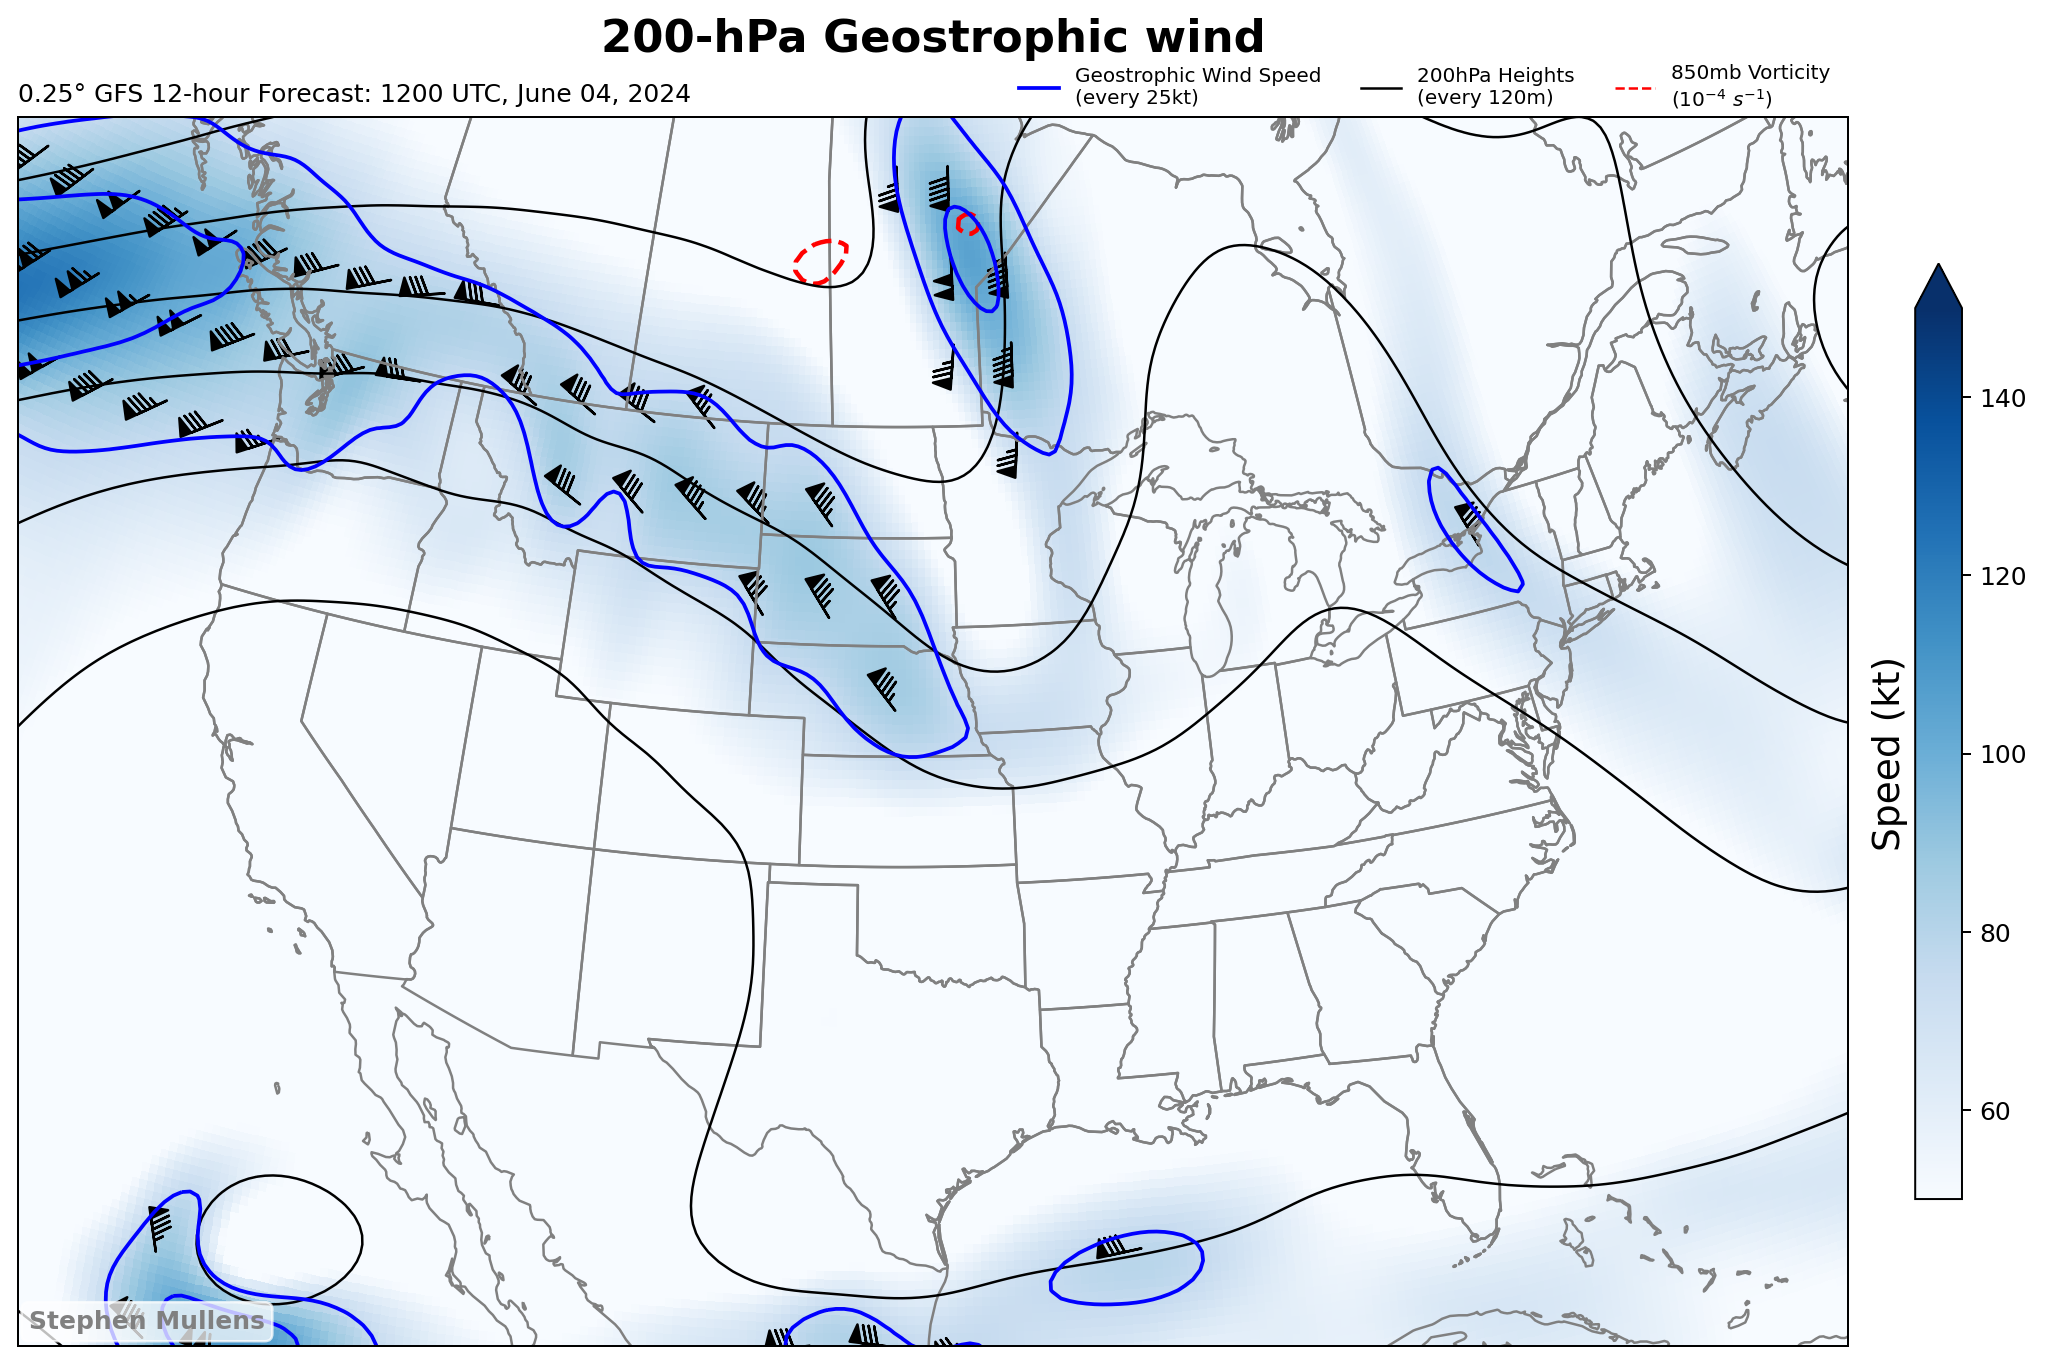 200-hPa Geostrophic wind
0.25° GFS 12-hour Forecast: 1200 UTC, June 04, 2024
Geostrophic Wind Speed
(every 25kt)
200hPa Heights
(every 120m)
850mb Vorticity
(10⁻⁴ s⁻¹)
140
120
100
80
60
Speed (kt)
Stephen Mullens